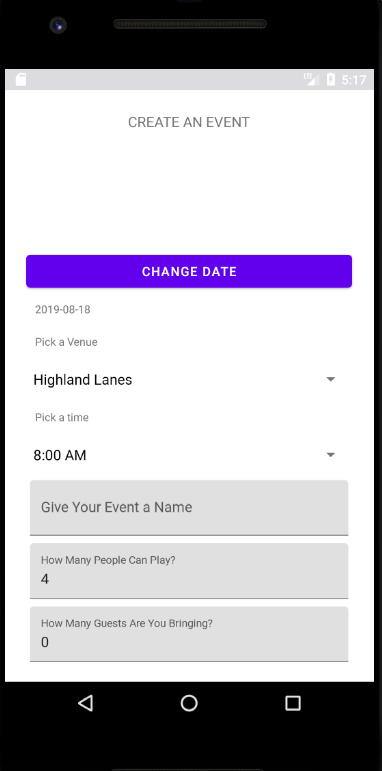 LTE 5:17
CREATE AN EVENT
CHANGE DATE
2019-08-18
Pick a Venue
Highland Lanes
Pick a time
8:00 AM
Give Your Event a Name
How Many People Can Play?
4
How Many Guests Are You Bringing?
0